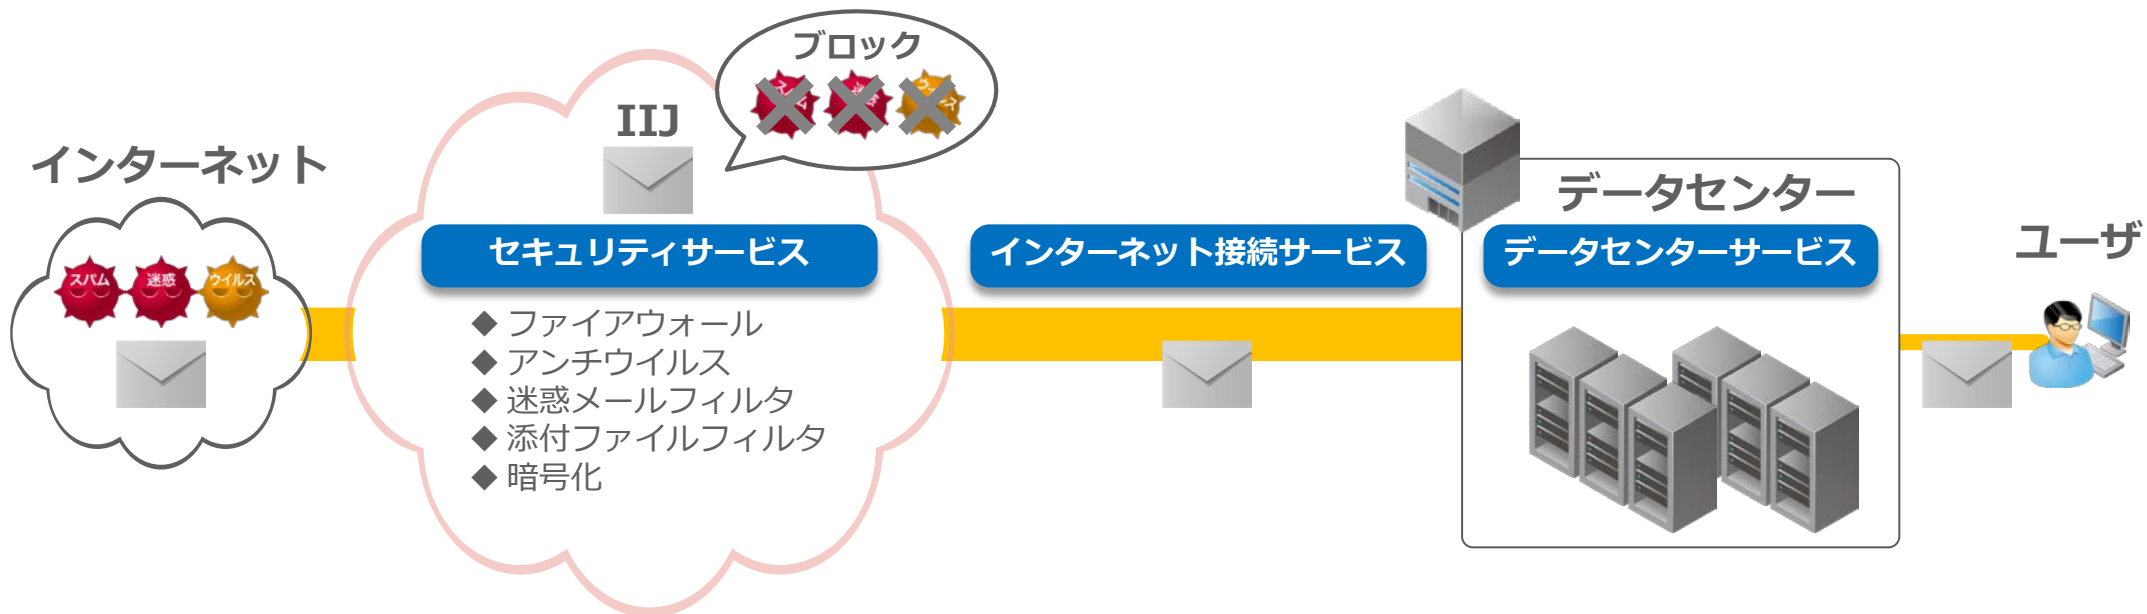 ブロック
IIJ
インターネット
データセンター
セキュリティサービス
インターネット接続サービス
データセンターサービス
ユーザ
スパム
迷惑
ウイルス
◆ ファイアウォール
◆ アンチウイルス
◆ 迷惑メールフィルタ
◆ 添付ファイルフィルタ
◆ 暗号化